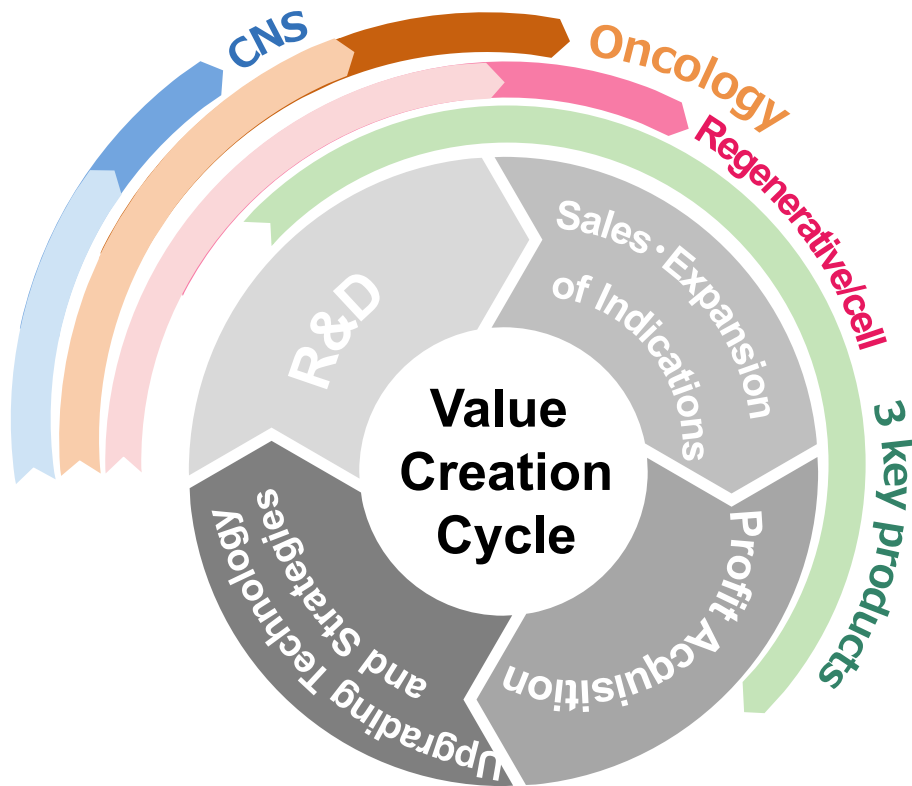 CNS
Oncology
Regenerative/cell
3 key products
R&D
Sales・Expansion
of Indications
Profit Acquisition
Upgrading Technology
and Strategies
Value
Creation
Cycle